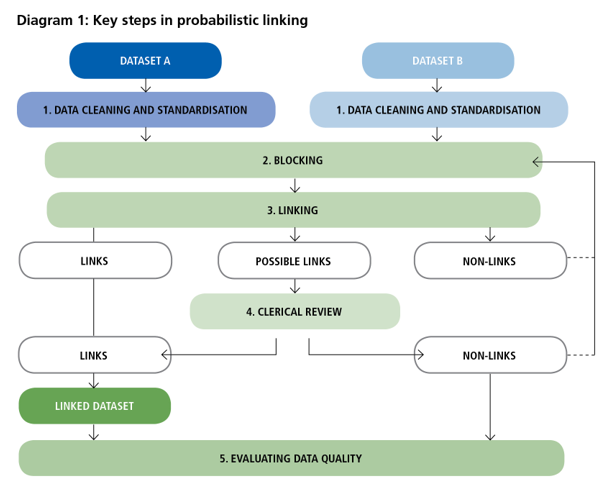 Diagram 1: Key steps in probabilistic linking
DATASET A
DATASET B
1. DATA CLEANING AND STANDARDISATION
1. DATA CLEANING AND STANDARDISATION
2. BLOCKING
3. LINKING
LINKS
POSSIBLE LINKS
NON-LINKS
4. CLERICAL REVIEW
LINKS
NON-LINKS
LINKED DATASET
5. EVALUATING DATA QUALITY